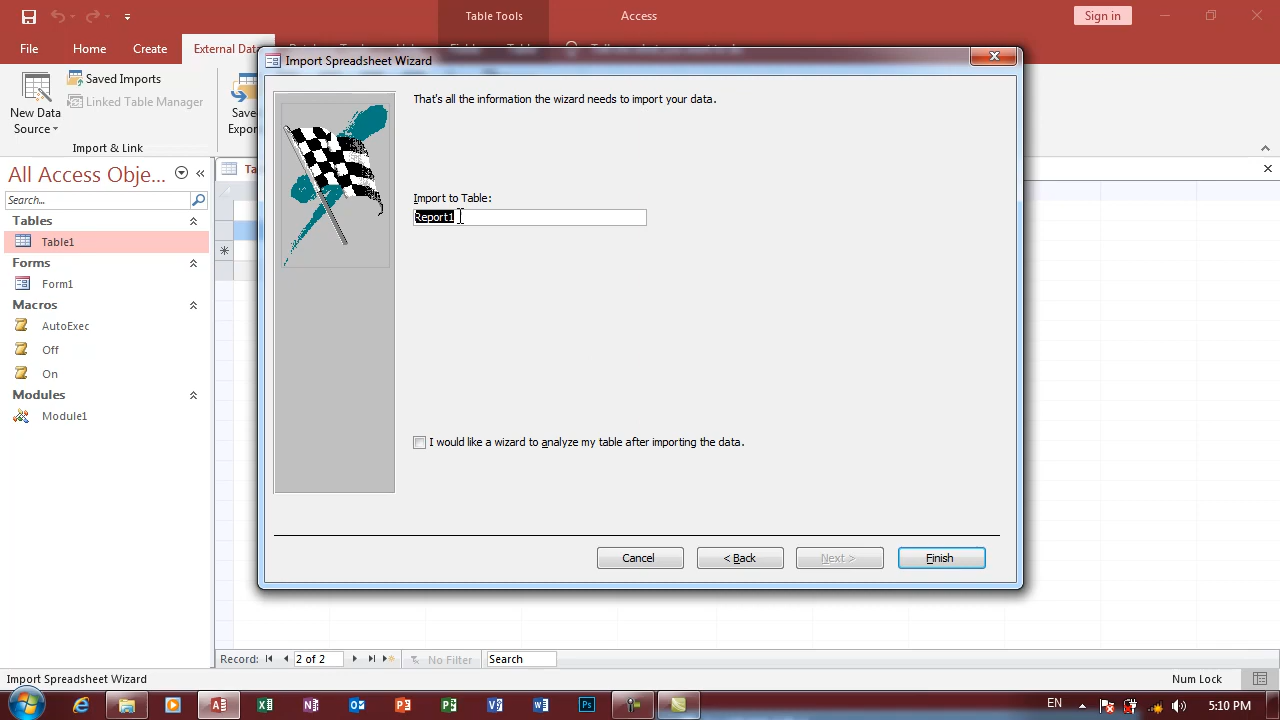 Table Tools
Access
Sign in
File
Home
Create
External Data
Saved Imports
Linked Table Manager
New Data
Source
Save
Export
Import & Link
Import Spreadsheet Wizard
That's all the information the wizard needs to import your data.
Import to Table:
Report1
I would like a wizard to analyze my table after importing the data.
Cancel
< Back
Next >
Finish
All Access Obje...
Search...
Tables
Table1
Forms
Form1
Macros
AutoExec
Off
On
Modules
Module1
Record:
2 of 2
No Filter
Search
Import Spreadsheet Wizard
Num Lock
EN
5:10 PM